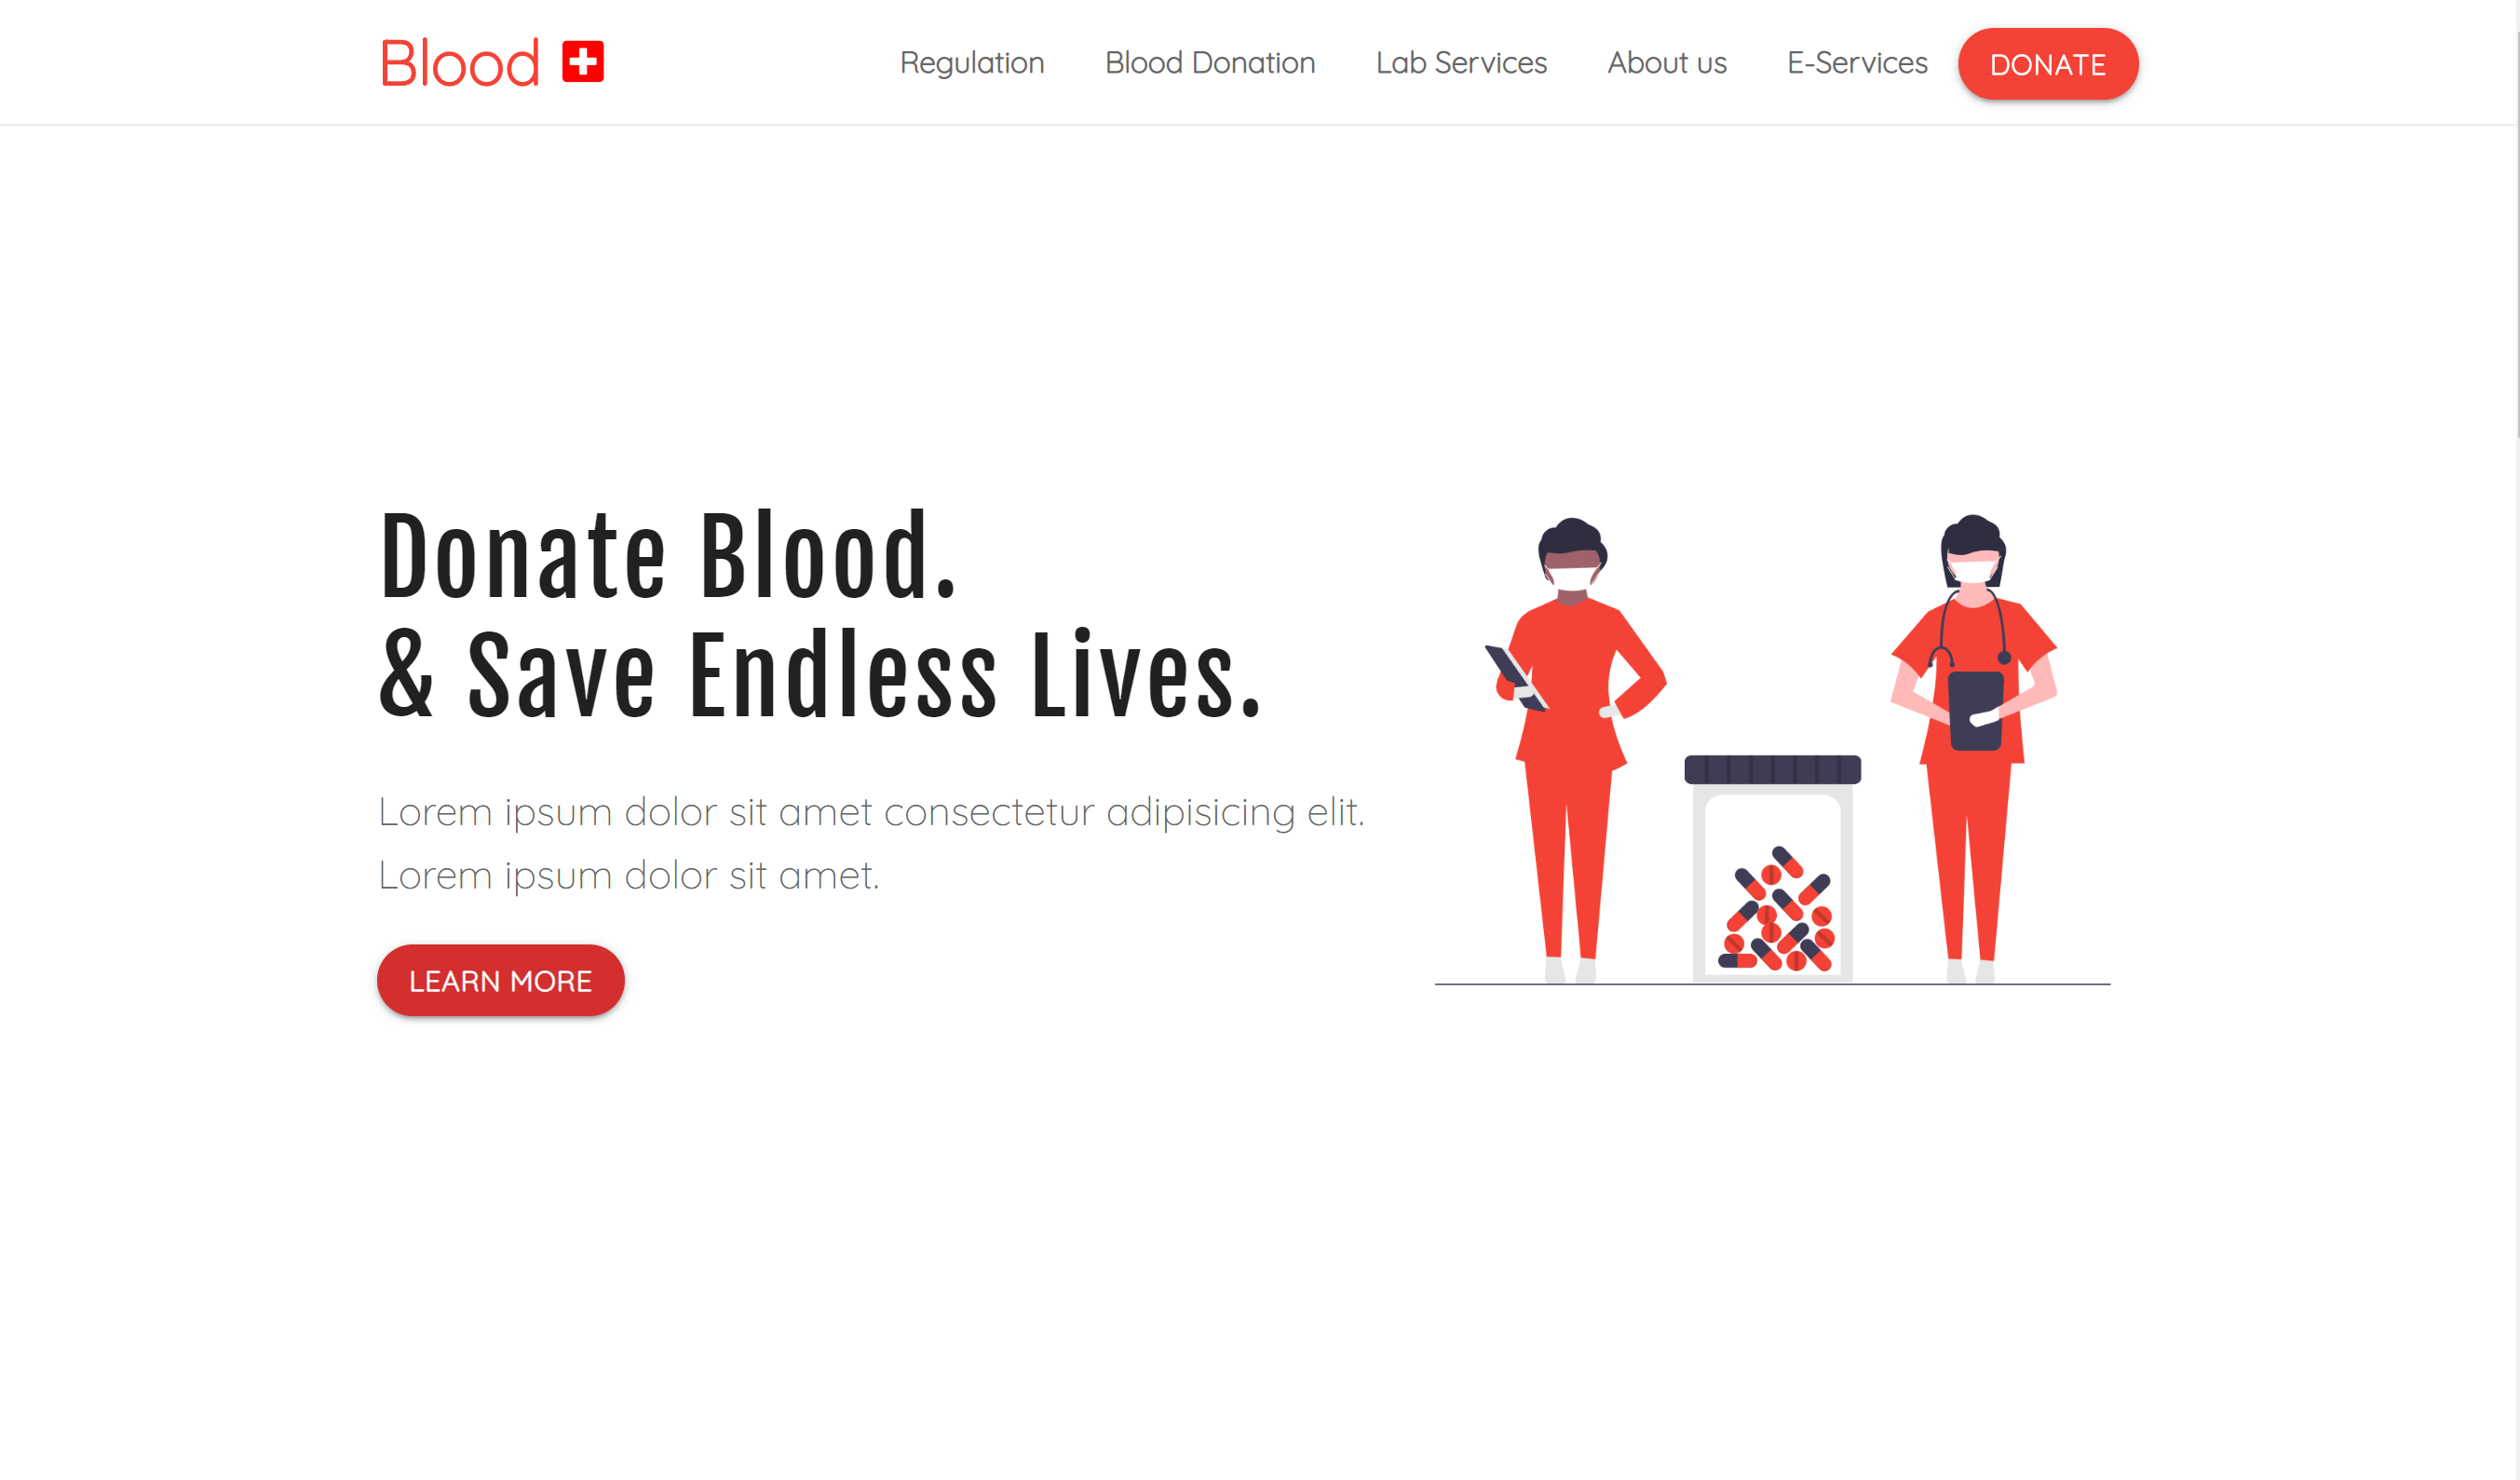 Blood
Regulation
Blood Donation
Lab Services
About us
E-Services
DONATE
Donate Blood.
& Save Endless Lives.
Lorem ipsum dolor sit amet consectetur adipisicing elit.
Lorem ipsum dolor sit amet.
LEARN MORE